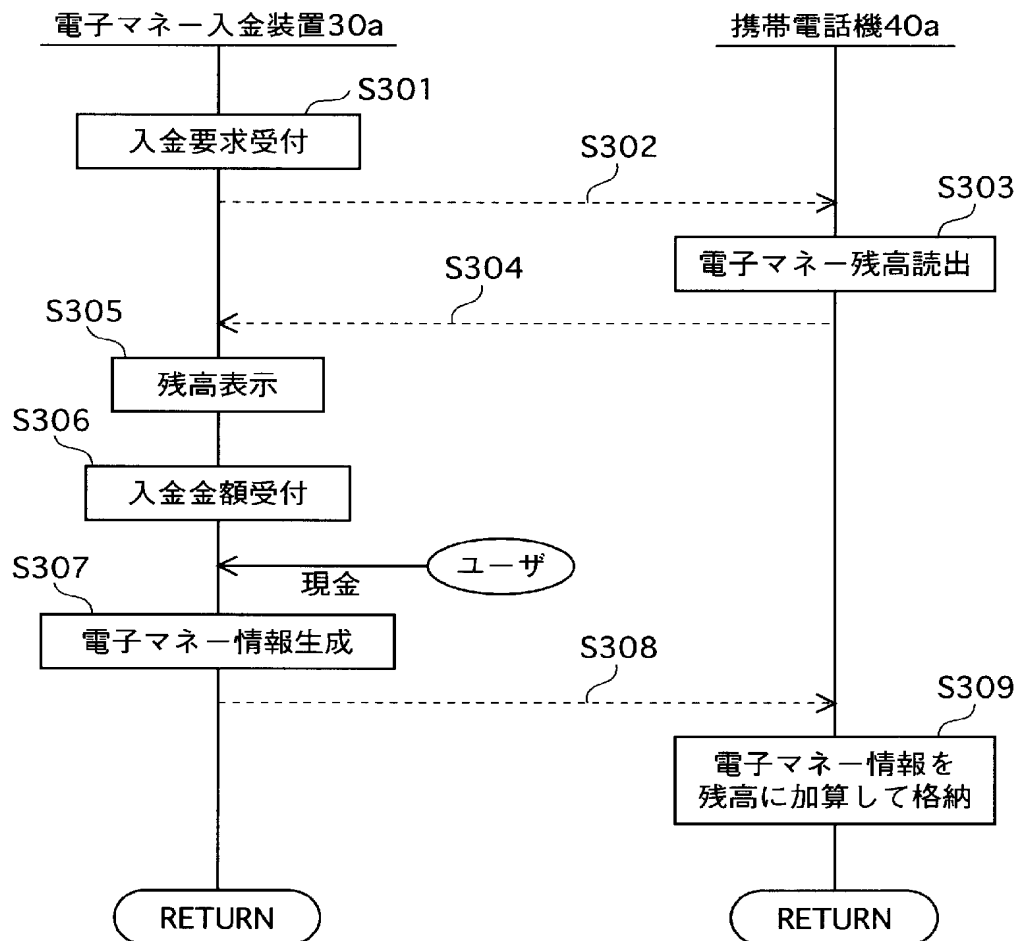 電子マネー入金装置30a
携帯電話機40a
S301
入金要求受付
S302
S303
電子マネー残高読出
S304
S305
残高表示
S306
入金金額受付
ユーザ
現金
S307
電子マネー情報生成
S308
S309
電子マネー情報を
残高に加算して格納
RETURN
RETURN